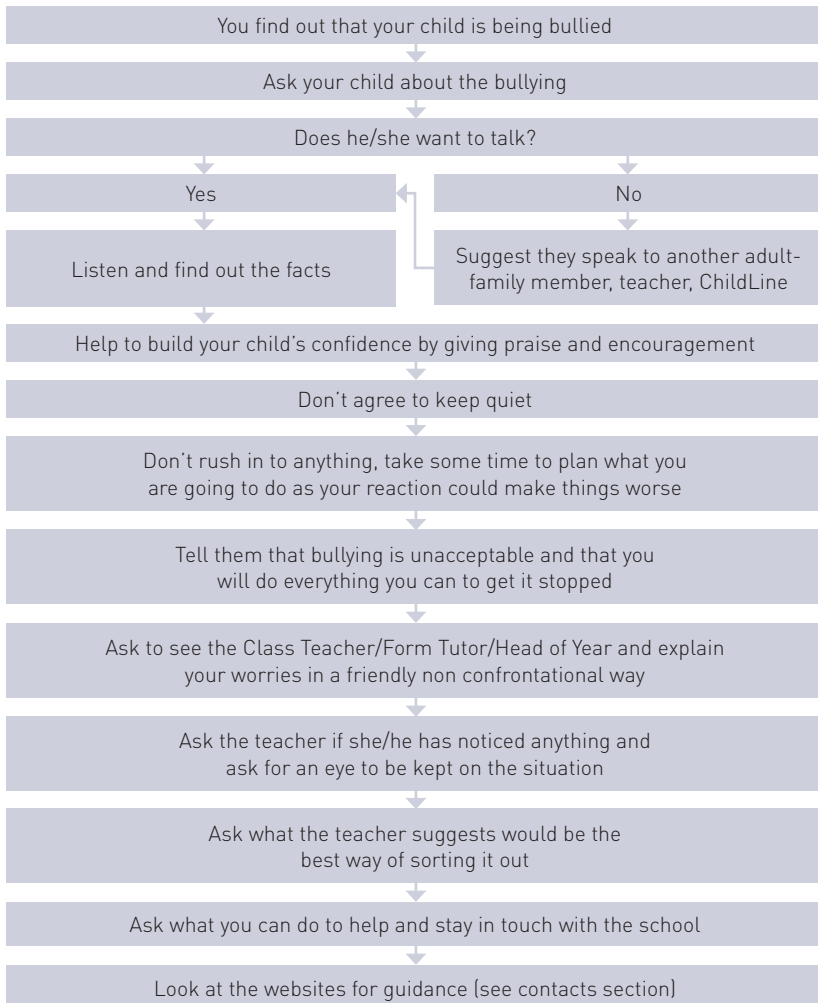 You find out that your child is being bullied
Ask your child about the bullying
Does he/she want to talk?
Yes
No
Listen and find out the facts
Suggest they speak to another adult-
family member, teacher, ChildLine
Help to build your child's confidence by giving praise and encouragement
Don't agree to keep quiet
Don't rush in to anything, take some time to plan what you
are going to do as your reaction could make things worse
Tell them that bullying is unacceptable and that you
will do everything you can to get it stopped
Ask to see the Class Teacher/Form Tutor/Head of Year and explain
your worries in a friendly non confrontational way
Ask the teacher if she/he has noticed anything and
ask for an eye to be kept on the situation
Ask what the teacher suggests would be the
best way of sorting it out
Ask what you can do to help and stay in touch with the school
Look at the websites for guidance (see contacts section)